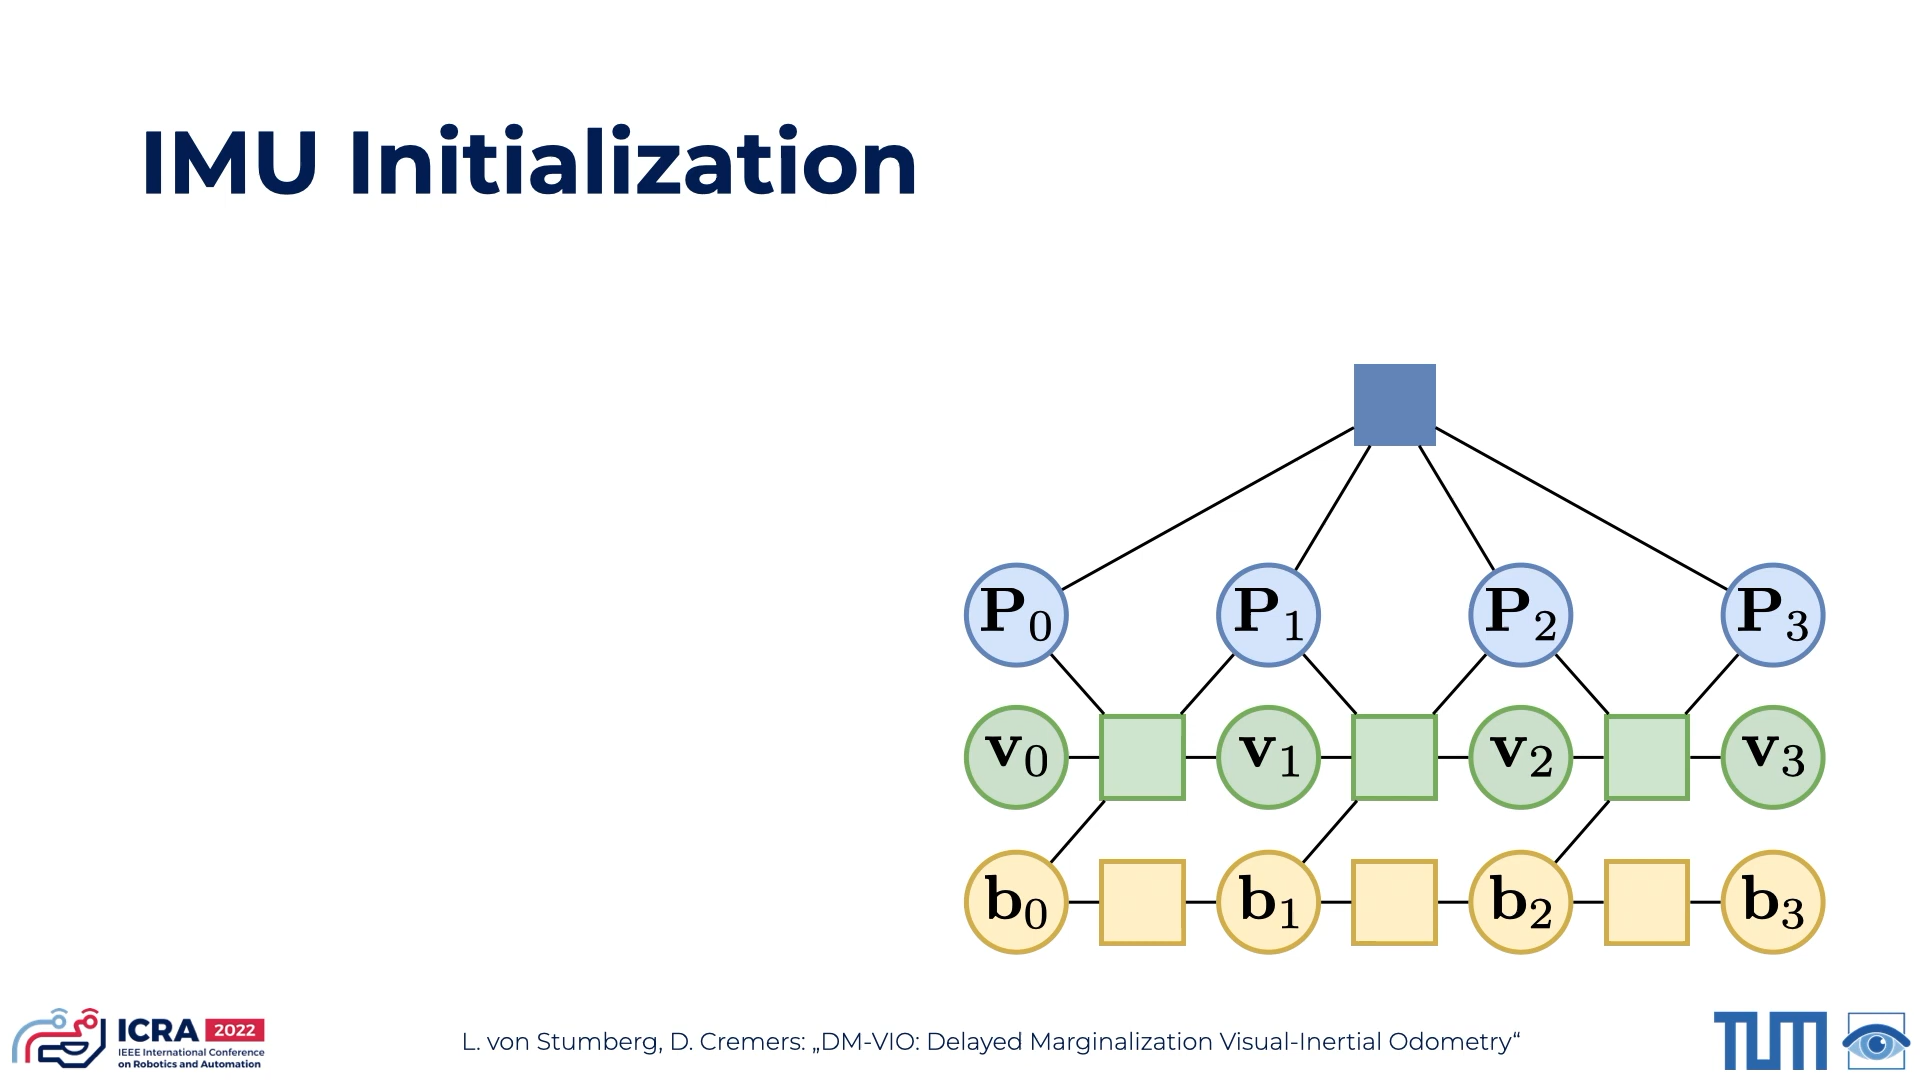 IMU Initialization
P₀ P₁ P₂ P₃
v₀ v₁ v₂ v₃
b₀ b₁ b₂ b₃
ICRA 2022
IEEE International Conference
on Robotics and Automation
L. von Stumberg, D. Cremers: „DM-VIO: Delayed Marginalization Visual-Inertial Odometry“
TUM